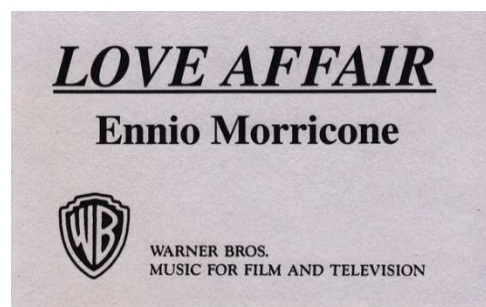 LOVE AFFAIR
Ennio Morricone
WB
WARNER BROS.
MUSIC FOR FILM AND TELEVISION